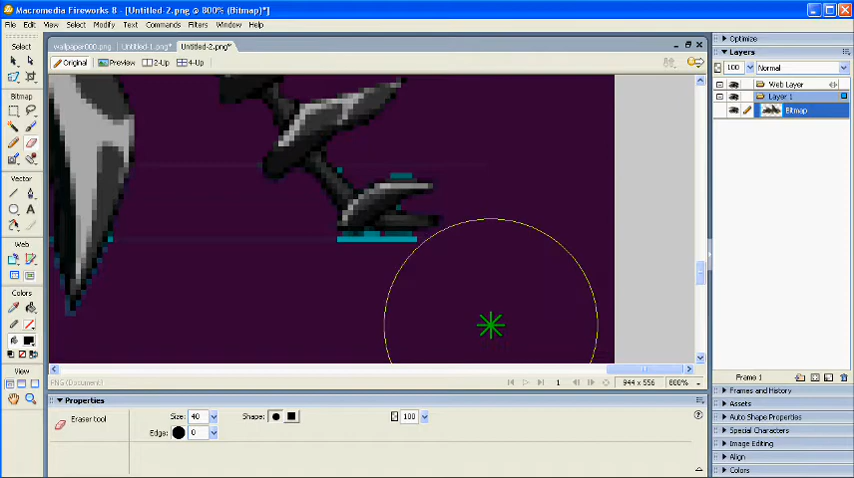 Macromedia Fireworks 8 - [Untitled-2.png @ 800% (Bitmap)*]
File Edit View Select Modify Text Commands Filters Window Help
wallpaper000.png Untitled-1.png* Untitled-2.png*
Original Preview 2-Up 4-Up
Select
Bitmap
Vector
A
Web
Colors
View
Optimize
Layers
100 Normal
Web Layer
Layer 1
Bitmap
Frame 1
Frames and History
Assets
Auto Shape Properties
Special Characters
Image Editing
Align
Colors
PNG (Document) 1 944 x 556 800%
Properties
Eraser tool
Size: 40 Shape: 100
Edge: 0